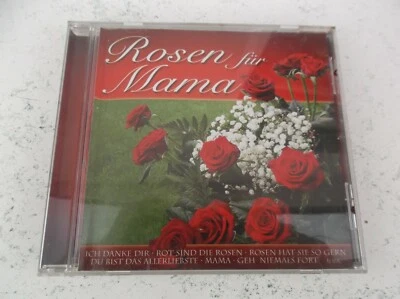 Rosen für
Mama
ICH DANKE DIR · ROT SIND DIE ROSEN · ROSEN HAT SIE SO GERN
DU BIST DAS ALLERLIEBSTE · MAMA · GEH NIEMALS FORT